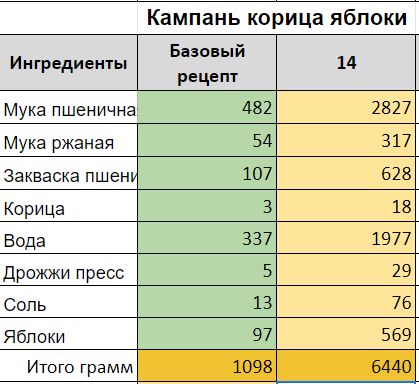 Кампань корица яблоки
Ингредиенты Базовый рецепт 14
Мука пшеничная 482 2827
Мука ржаная 54 317
Закваска пшени 107 628
Корица 3 18
Вода 337 1977
Дрожжи пресс 5 29
Соль 13 76
Яблоки 97 569
Итого грамм 1098 6440